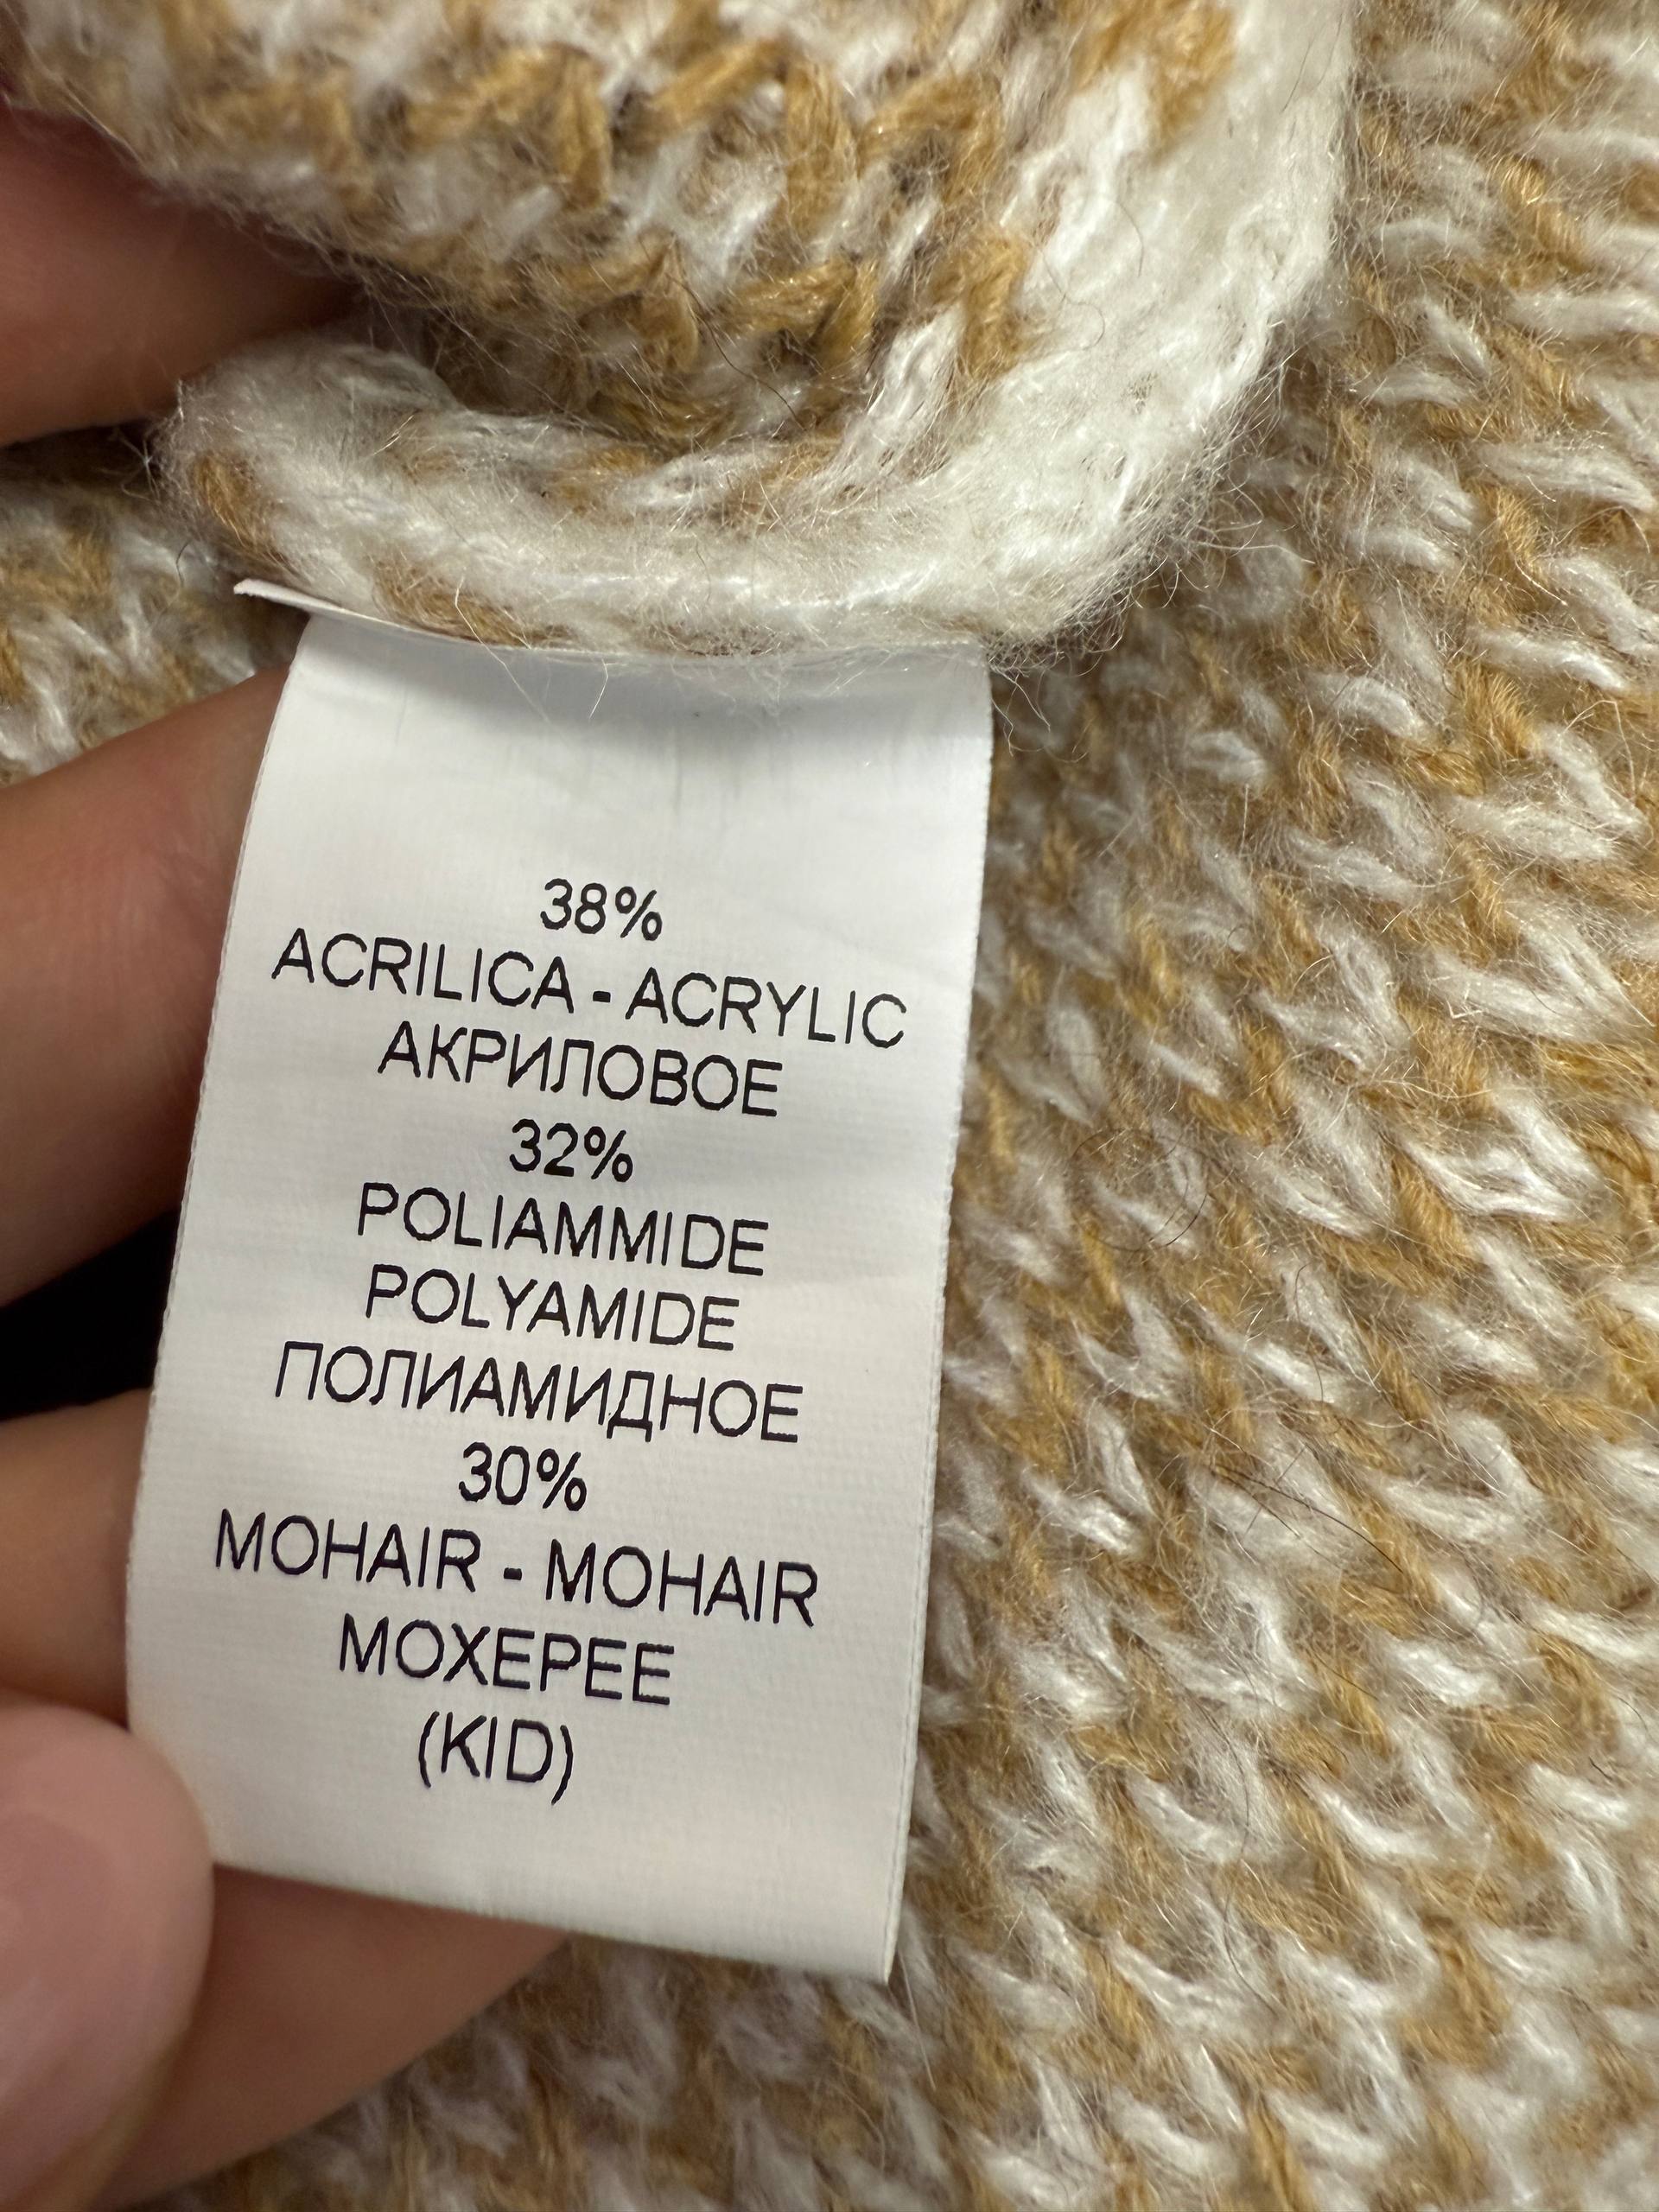 38%
ACRILICA - ACRYLIC
АКРИЛОВОЕ
32%
POLIAMMIDE
POLYAMIDE
ПОЛИАМИДНОЕ
30%
MOHAIR - MOHAIR
МОХЕРЕЕ
(KID)